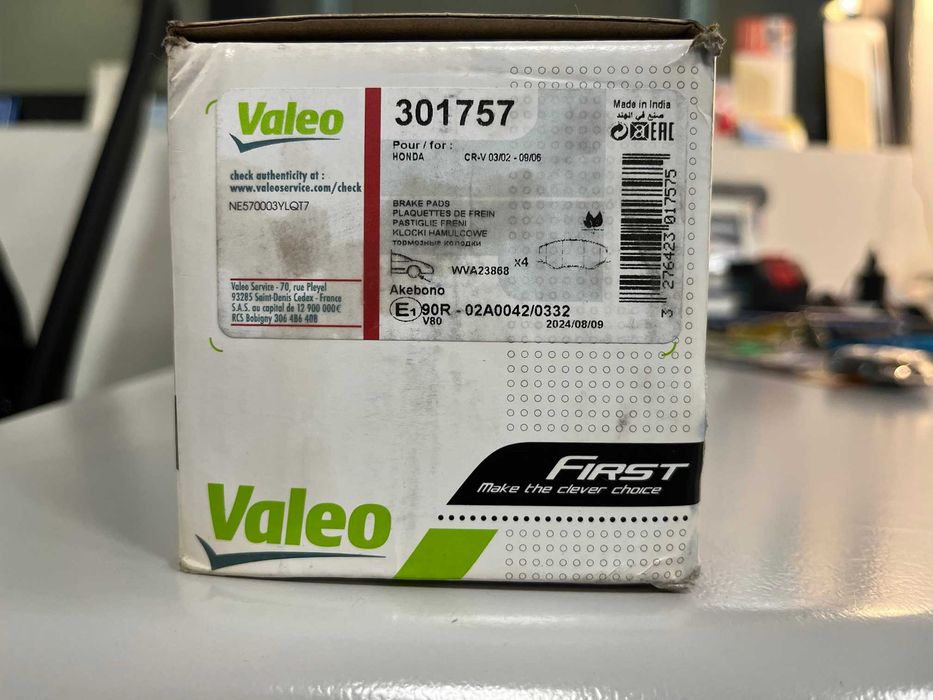 Valeo
check authenticity at :
www.valeoservice.com/check
NE570003YLQT7
Valeo Service - 70, rue Pleyel
93285 Saint-Denis Cedex - France
S.A.S. au capital de 12 900 000€
RCS Bobigny 306 486 408
301757
Pour / for :
HONDA CR-V 03/02 - 09/06
BRAKE PADS
PLAQUETTES DE FREIN
PASTIGLIE FRENI
KLOCKI HAMULCOWE
тормозные колодки
WVA23868 x4
Akebono
E1 90R - 02A0042/0332
V80
2024/08/09
Made in India
صنع في الهند
EAC
3 276423 017575
FIRST
Make the clever choice
Valeo